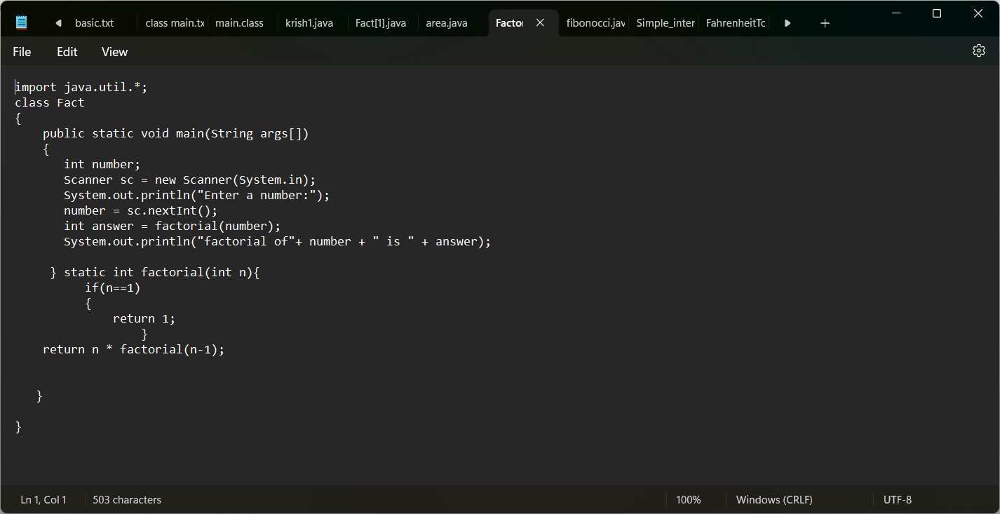 basic.txt class main.tx main.class krish1.java Fact[1].java area.java Facto fibonocci.jav Simple_inter FahrenheitTc
File Edit View
import java.util.*;
class Fact
{
    public static void main(String args[])
    {
       int number;
       Scanner sc = new Scanner(System.in);
       System.out.println("Enter a number:");
       number = sc.nextInt();
       int answer = factorial(number);
       System.out.println("factorial of"+ number + " is " + answer);
     } static int factorial(int n){
          if(n==1)
          {
              return 1;
                  }
    return n * factorial(n-1);
   }
}
Ln 1, Col 1 503 characters 100% Windows (CRLF) UTF-8